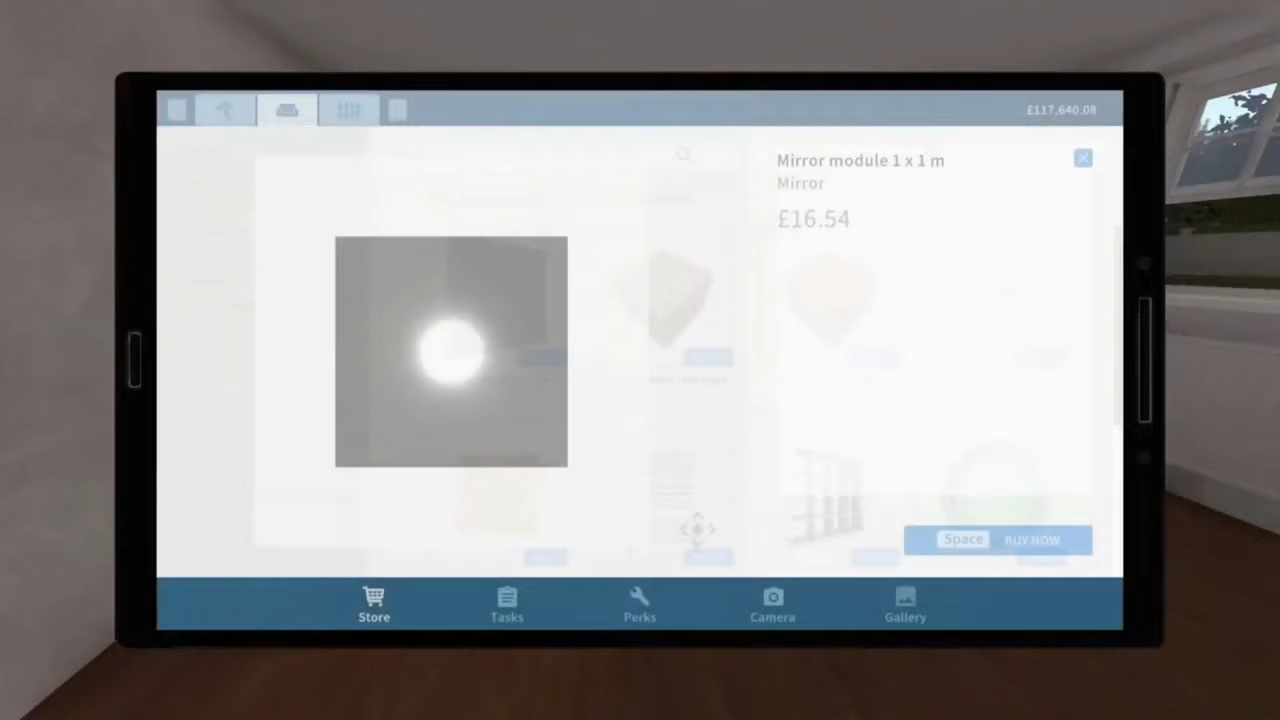 £117,640.08
Mirror module 1 x 1 m
Mirror
£16.54
Space BUY NOW
Store Tasks Perks Camera Gallery